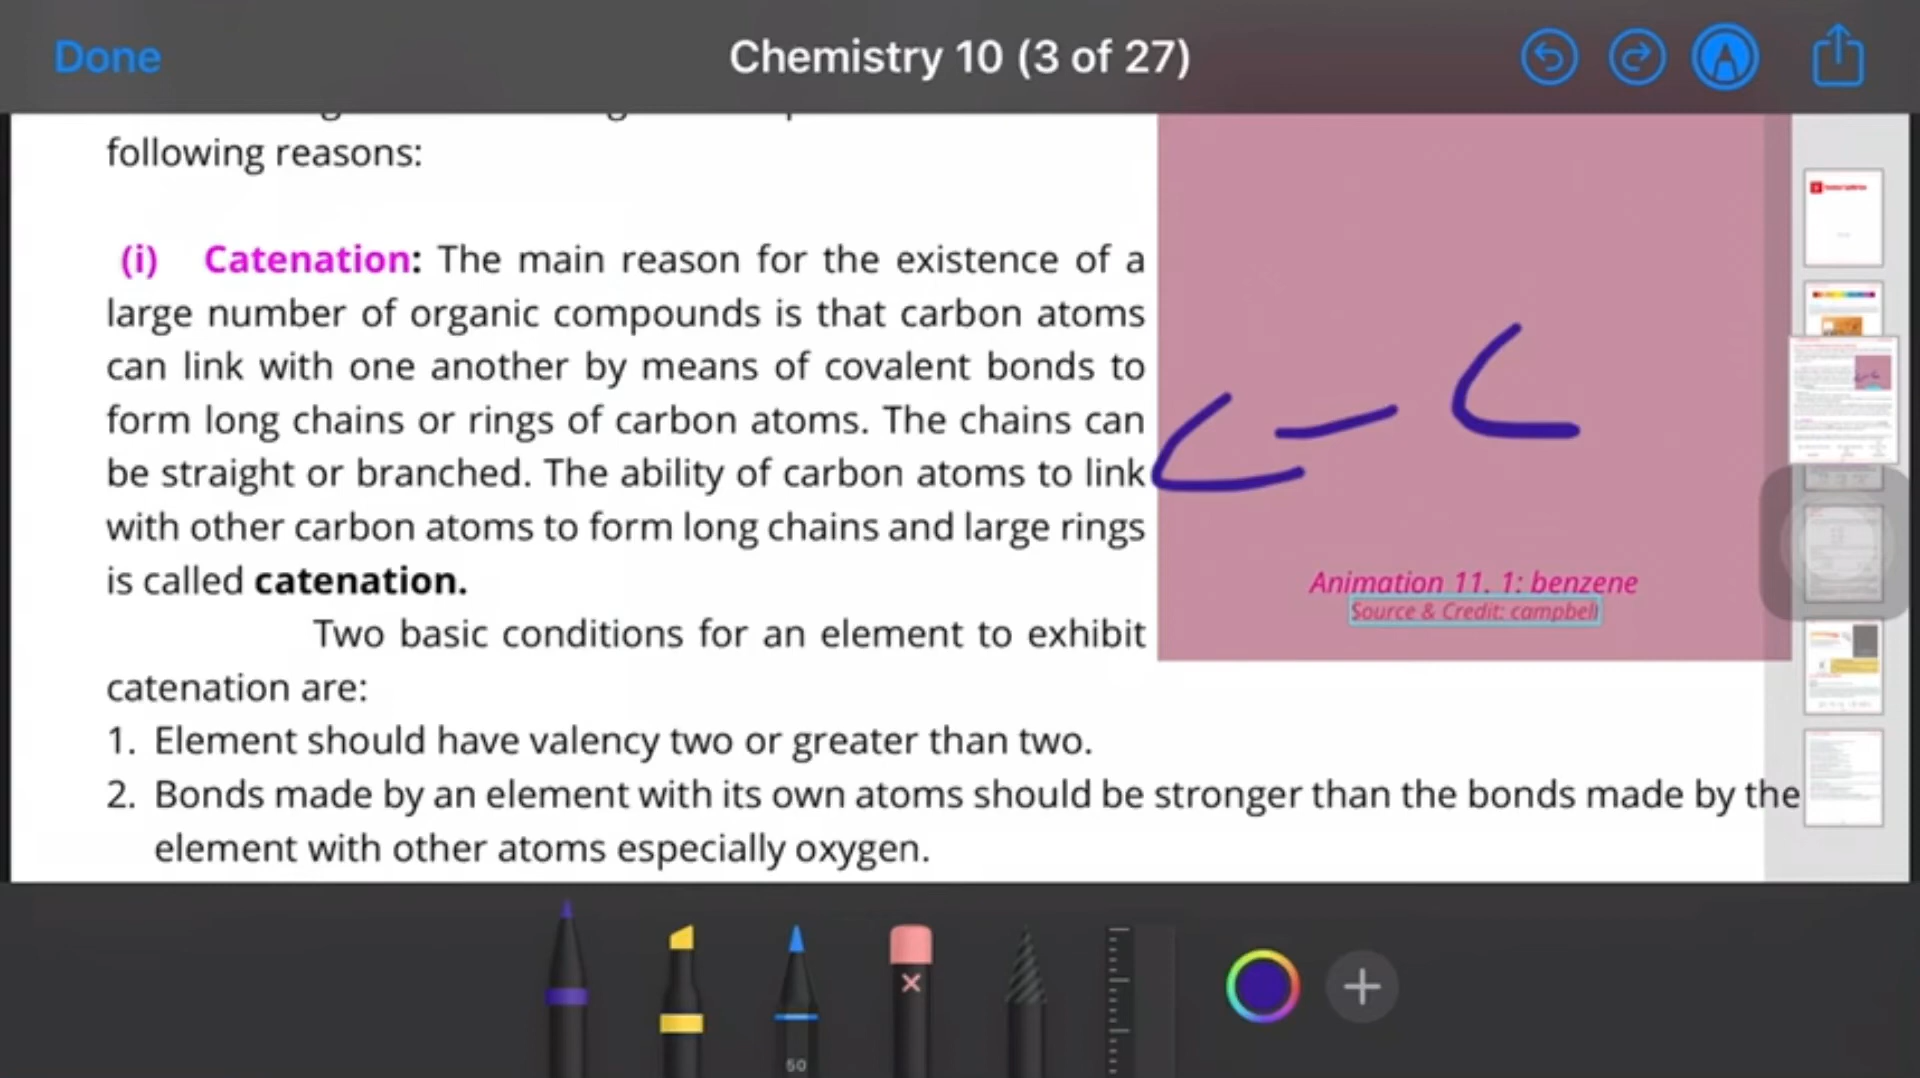 Done
Chemistry 10 (3 of 27)
following reasons:
(i) Catenation: The main reason for the existence of a
large number of organic compounds is that carbon atoms
can link with one another by means of covalent bonds to
form long chains or rings of carbon atoms. The chains can
be straight or branched. The ability of carbon atoms to link
with other carbon atoms to form long chains and large rings
is called catenation.
Two basic conditions for an element to exhibit
catenation are:
1. Element should have valency two or greater than two.
2. Bonds made by an element with its own atoms should be stronger than the bonds made by the
element with other atoms especially oxygen.
C – C
Animation 11. 1: benzene
Source & Credit: campbell
50